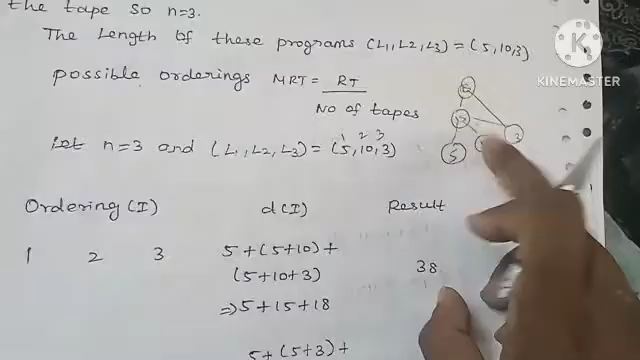 the tape so n=3.
The Length of these programs (L1, L2, L3) = (5, 10, 3)
possible orderings MRT = RT
No of tapes
1 2 3
let n=3 and (L1, L2, L3) = (5, 10, 3)
Ordering (I) d(I) Result
1 2 3 5+(5+10)+
(5+10+3) 38
⇒ 5+15+18
5+(5+3)+
K
KINEMASTER
5
3